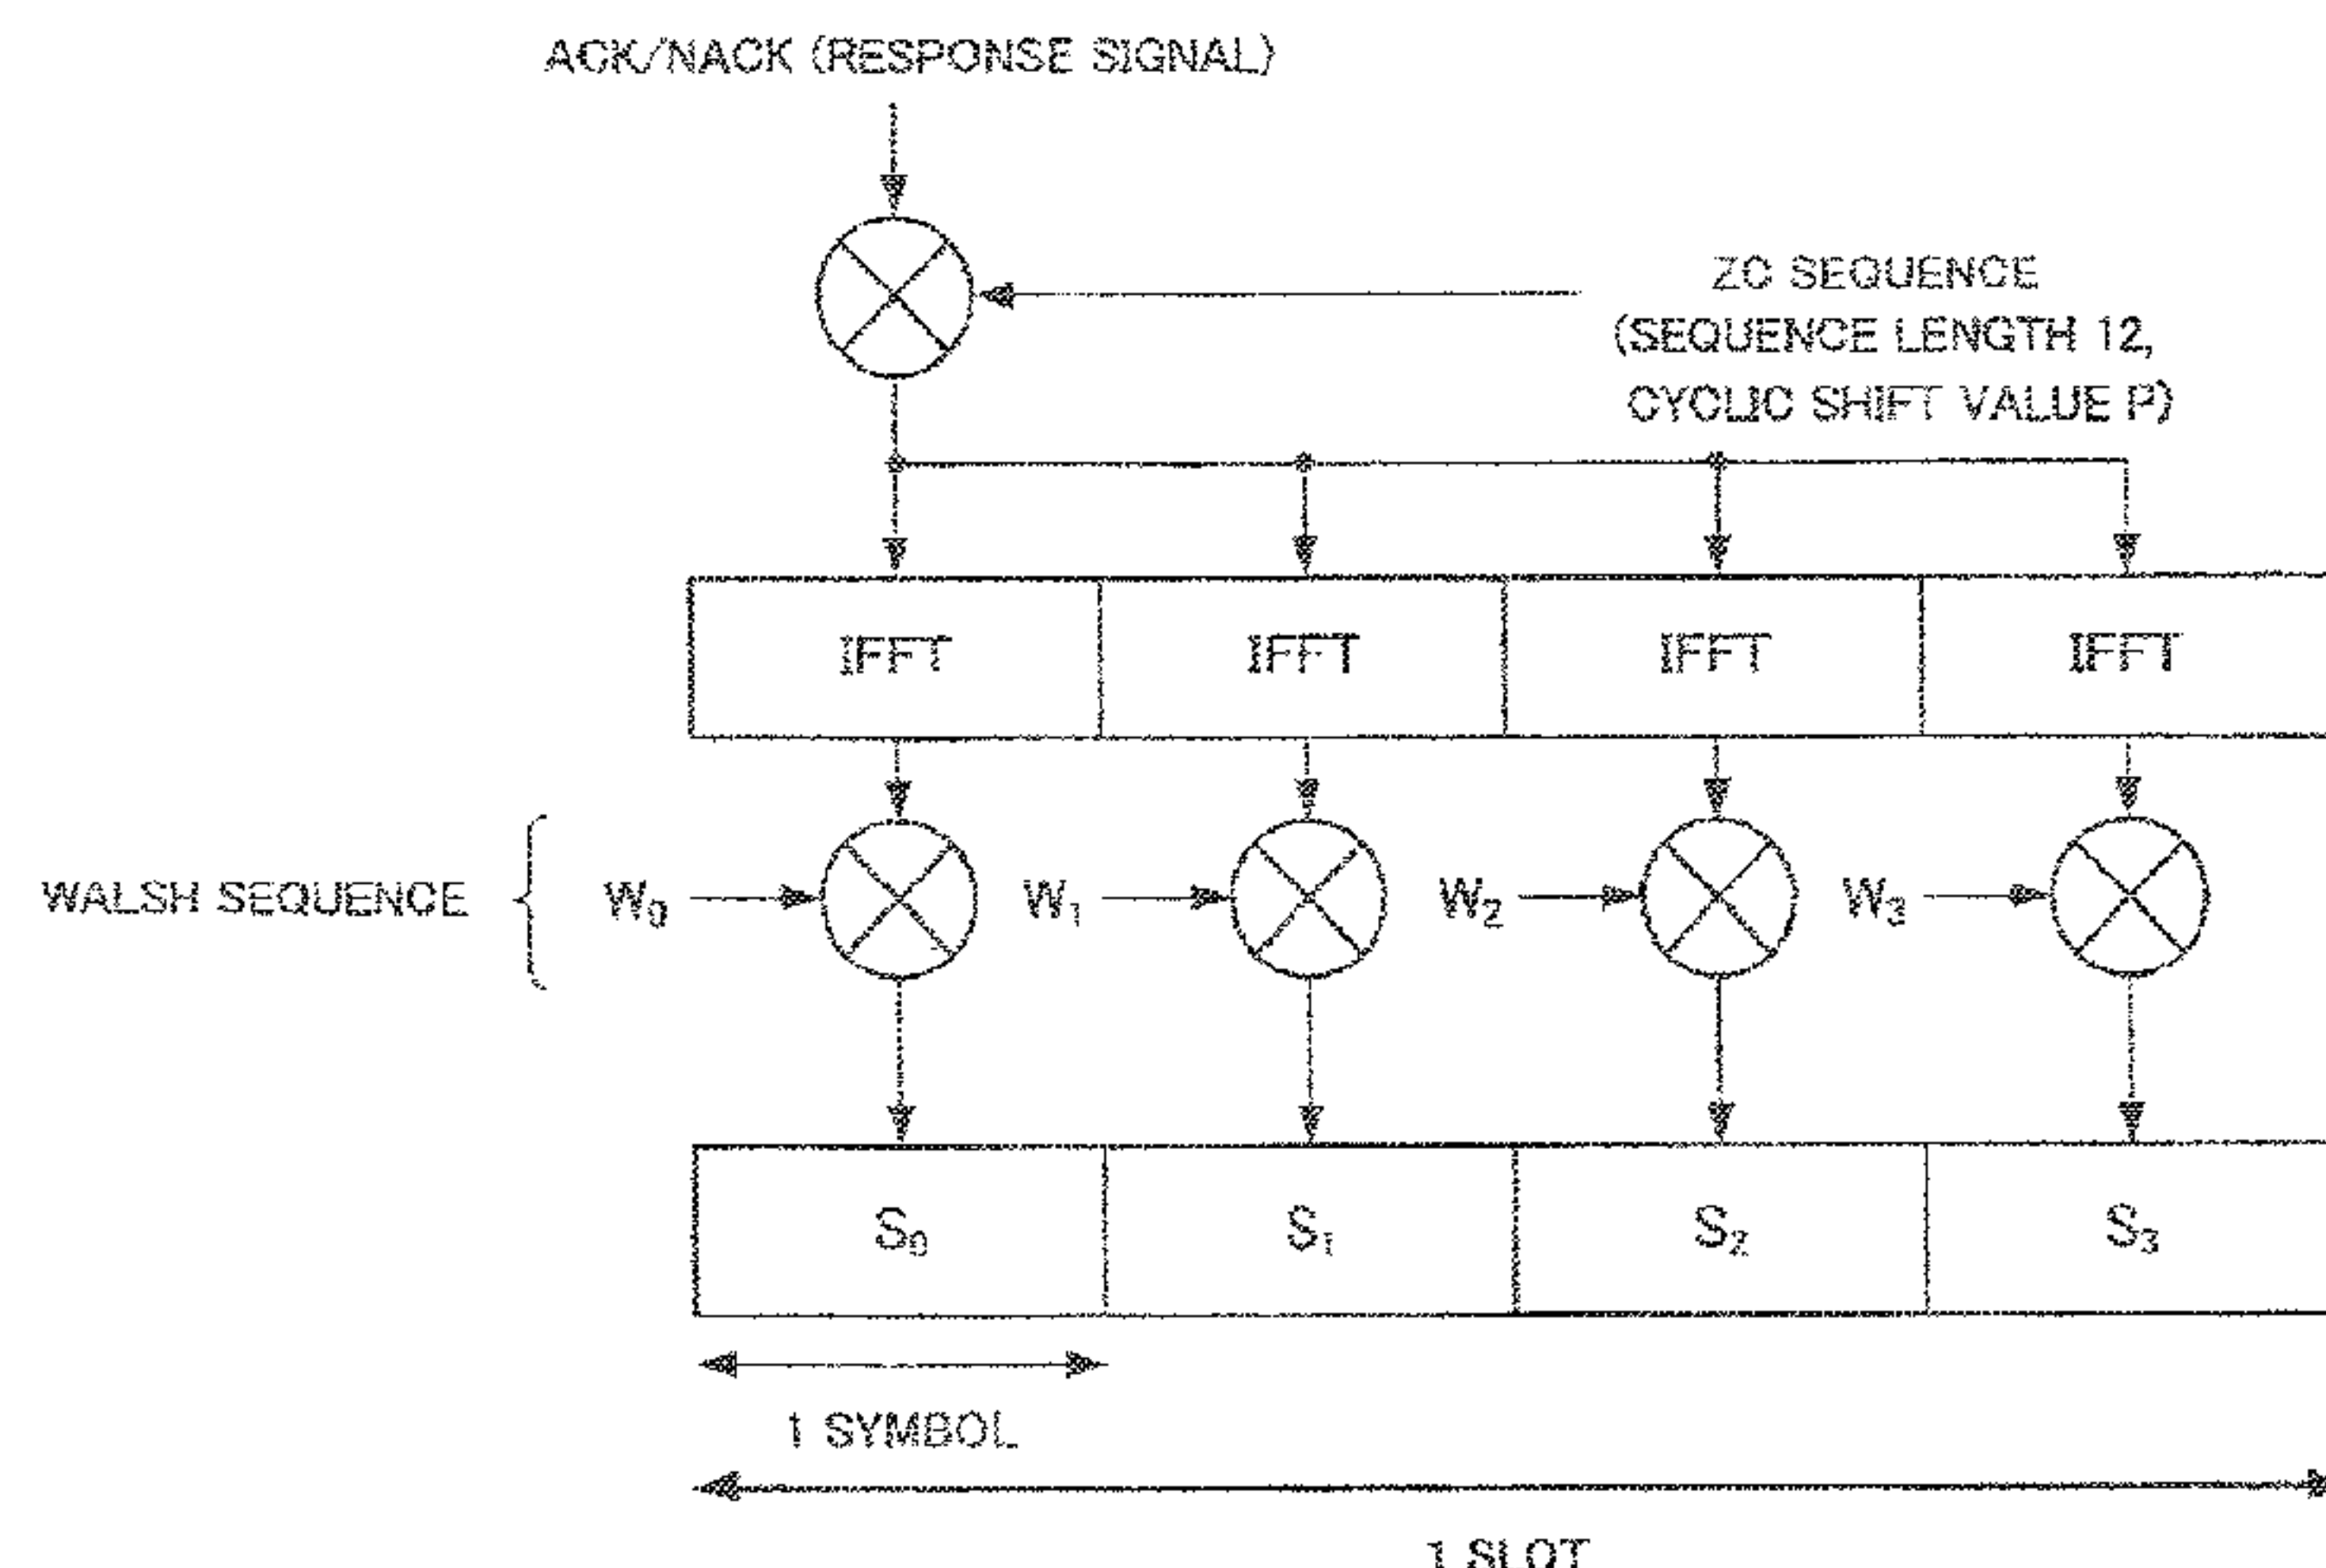 ACK/NACK (RESPONSE SIGNAL)
ZC SEQUENCE
(SEQUENCE LENGTH 12,
CYCLIC SHIFT VALUE P)
IFFT IFFT IFFT IFFT
WALSH SEQUENCE W0 W1 W2 W3
S0 S1 S2 S3
1 SYMBOL
1 SLOT